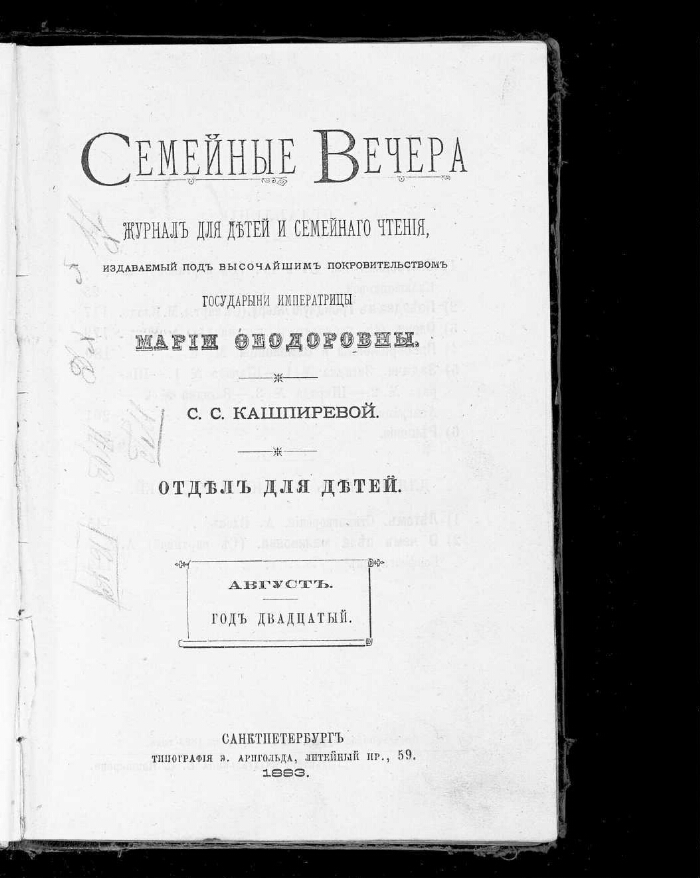 Семейные Вечера
ЖУРНАЛЪ ДЛЯ ДѢТЕЙ И СЕМЕЙНАГО ЧТЕНІЯ,
ИЗДАВАЕМЫЙ ПОДЪ ВЫСОЧАЙШИМЪ ПОКРОВИТЕЛЬСТВОМЪ
ГОСУДАРЫНИ ИМПЕРАТРИЦЫ
МАРІИ ѲЕОДОРОВНЫ.
С. С. КАШПИРЕВОЙ.
ОТДѢЛЪ ДЛЯ ДѢТЕЙ.
АВГУСТЪ.
ГОДЪ ДВАДЦАТЫЙ.
САНКТПЕТЕРБУРГЪ
ТИПОГРАФІЯ Э. АРНГОЛЬДА, ЛИТЕЙНЫЙ ПР., 59.
1883.